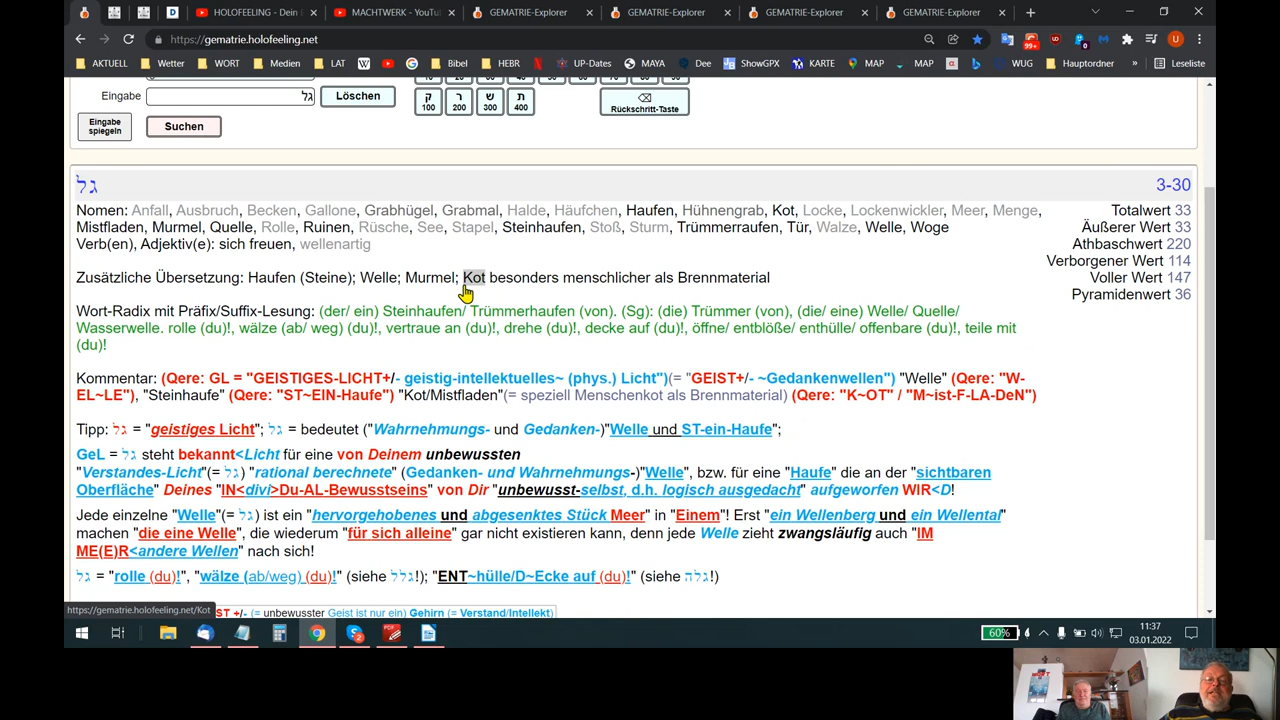 HOLOFEELING - Dein E
MACHTWERK - YouTu
GEMATRIE-Explorer
GEMATRIE-Explorer
GEMATRIE-Explorer
GEMATRIE-Explorer
https://gematrie.holofeeling.net
AKTUELL Wetter WORT Medien LAT Bibel HEBR UP-Dates MAYA Dee ShowGPX KARTE MAP MAP WUG Hauptordner » Leseliste
Eingabe גל Löschen
ק 100 ר 200 ש 300 ת 400 Rückschritt-Taste
Eingabe spiegeln Suchen
גל 3-30
Nomen: Anfall, Ausbruch, Becken, Gallone, Grabhügel, Grabmal, Halde, Häufchen, Haufen, Hühnengrab, Kot, Locke, Lockenwickler, Meer, Menge,
Mistfladen, Murmel, Quelle, Rolle, Ruinen, Rüsche, See, Stapel, Steinhaufen, Stoß, Sturm, Trümmerraufen, Tür, Walze, Welle, Woge
Verb(en), Adjektiv(e): sich freuen, wellenartig
Totalwert 33
Äußerer Wert 33
Athbaschwert 220
Verborgener Wert 114
Voller Wert 147
Pyramidenwert 36
Zusätzliche Übersetzung: Haufen (Steine); Welle; Murmel; Kot besonders menschlicher als Brennmaterial
Wort-Radix mit Präfix/Suffix-Lesung: (der/ ein) Steinhaufen/ Trümmerhaufen (von). (Sg): (die) Trümmer (von), (die/ eine) Welle/ Quelle/
Wasserwelle. rolle (du)!, wälze (ab/ weg) (du)!, vertraue an (du)!, drehe (du)!, decke auf (du)!, öffne/ entblöße/ enthülle/ offenbare (du)!, teile mit
(du)!
Kommentar: (Qere: GL = "GEISTIGES-LICHT+/- geistig-intellektuelles~ (phys.) Licht")(= "GEIST+/- ~Gedankenwellen") "Welle" (Qere: "W-
EL~LE"), "Steinhaufe" (Qere: "ST~EIN-Haufe") "Kot/Mistfladen"(= speziell Menschenkot als Brennmaterial) (Qere: "K~OT" / "M~ist-F-LA-DeN")
Tipp: גל = "geistiges Licht"; גל = bedeutet ("Wahrnehmungs- und Gedanken-)"Welle und ST-ein-Haufe";
GeL = גל steht bekannt<Licht für eine von Deinem unbewussten
"Verstandes-Licht"(= גל) "rational berechnete" (Gedanken- und Wahrnehmungs-)"Welle", bzw. für eine "Haufe" die an der "sichtbaren
Oberfläche" Deines "IN<divi>Du-AL-Bewusstseins" von Dir "unbewusst-selbst, d.h. logisch ausgedacht" aufgeworfen WIR<D!
Jede einzelne "Welle"(= גל) ist ein "hervorgehobenes und abgesenktes Stück Meer" in "Einem"! Erst "ein Wellenberg und ein Wellental"
machen "die eine Welle", die wiederum "für sich alleine" gar nicht existieren kann, denn jede Welle zieht zwangsläufig auch "IM
ME(E)R<andere Wellen" nach sich!
גל = "rolle (du)!", "wälze (ab/weg) (du)!" (siehe גלל!); "ENT~hülle/D~Ecke auf (du)!" (siehe גלה!)
https://gematrie.holofeeling.net/Kot
ST +/- (= unbewusster Geist ist nur ein) Gehirn (= Verstand/Intellekt)
60%
11:37
03.01.2022